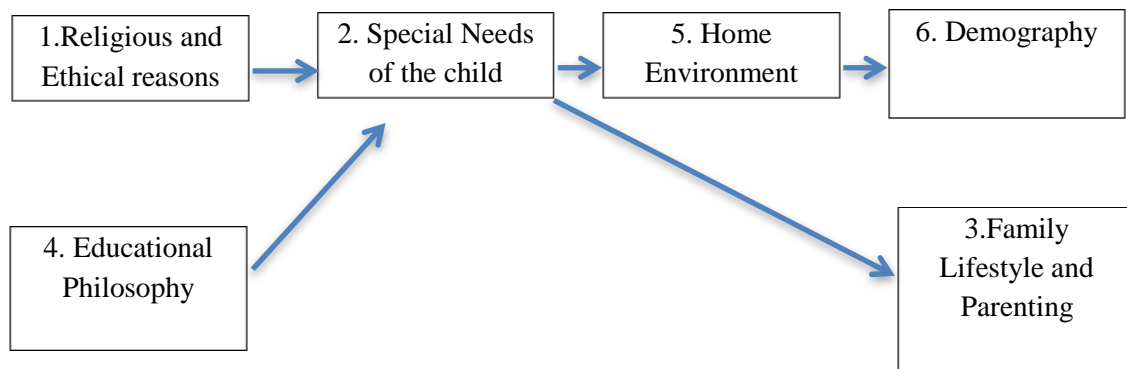 1.Religious and
Ethical reasons
2. Special Needs
of the child
5. Home
Environment
6. Demography
4. Educational
Philosophy
3.Family
Lifestyle and
Parenting